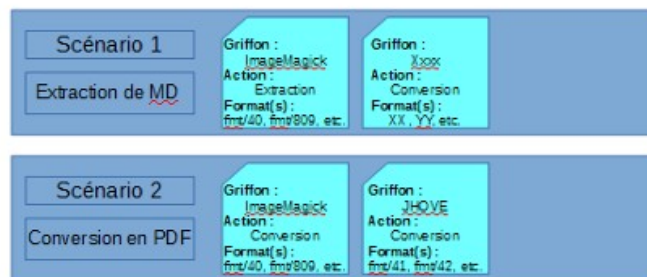 Scénario 1
Extraction de MD
Griffon :
ImageMagick
Action :
Extraction
Format(s) :
fmt/40, fmt/809, etc.
Griffon :
Xxxx
Action :
Conversion
Format(s) :
XX , YY, etc.
Scénario 2
Conversion en PDF
Griffon :
ImageMagick
Action :
Conversion
Format(s) :
fmt/40, fmt/809, etc.
Griffon :
JHOVE
Action :
Conversion
Format(s) :
fmt/41, fmt/42, etc.